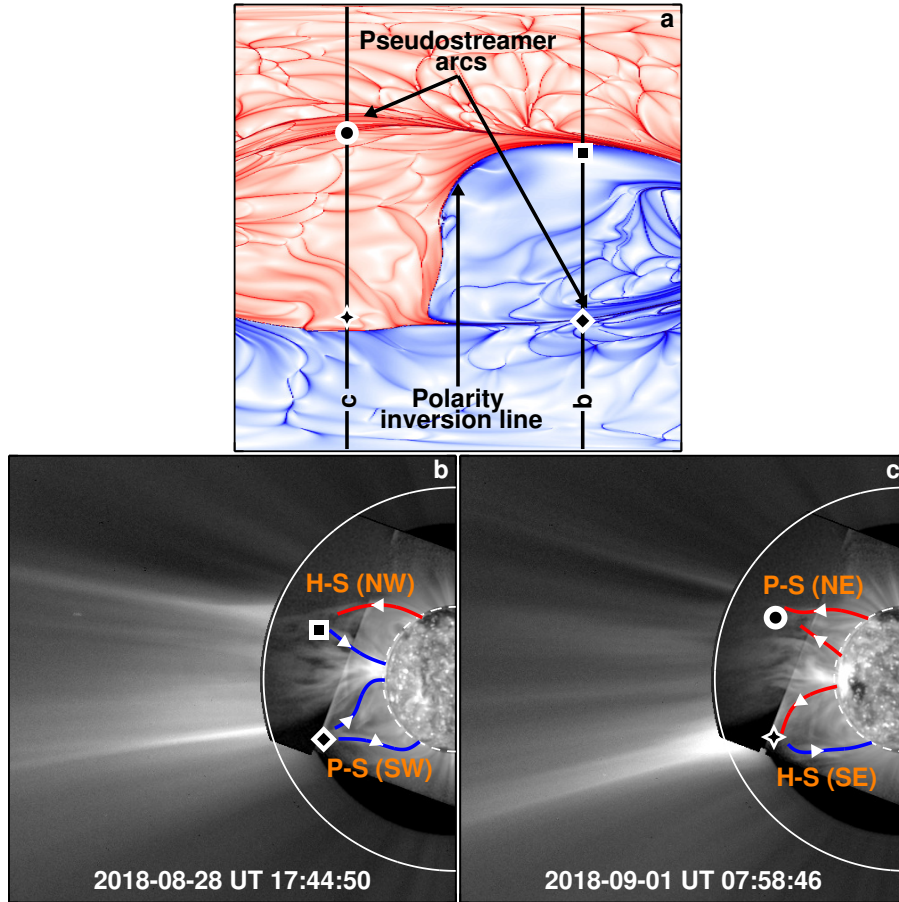 a
Pseudostreamer
arcs
c
b
Polarity
inversion line
b
H-S (NW)
P-S (SW)
2018-08-28 UT 17:44:50
c
P-S (NE)
H-S (SE)
2018-09-01 UT 07:58:46